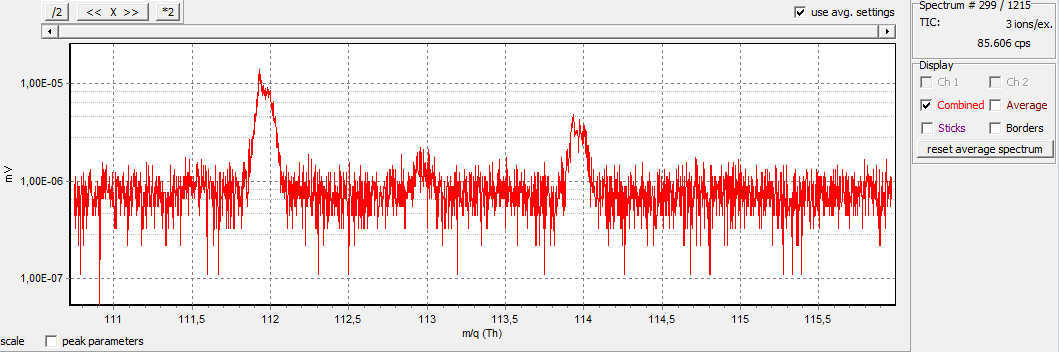 /2 << X >> *2 use avg. settings
Spectrum # 299 / 1215
TIC: 3 ions/ex.
85.606 cps
Display
Ch 1 Ch 2
Combined Average
Sticks Borders
reset average spectrum
1,00E-05
mV
1,00E-06
1,00E-07
111 111,5 112 112,5 113 113,5 114 114,5 115 115,5
m/q (Th)
scale peak parameters